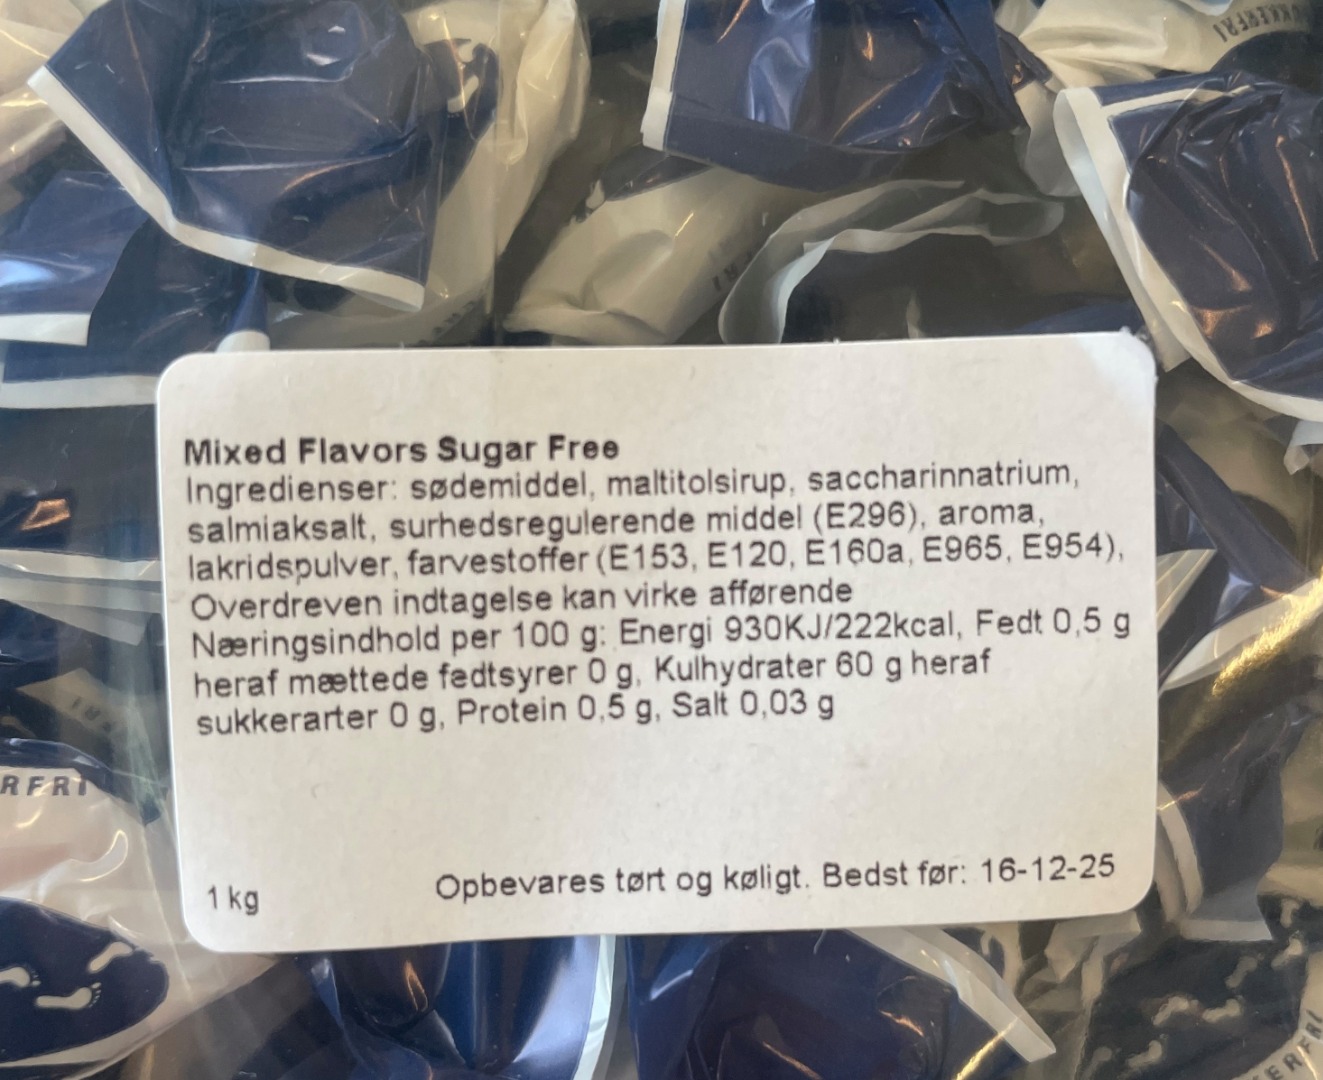 Mixed Flavors Sugar Free
Ingredienser: sødemiddel, maltitolsirup, saccharinnatrium,
salmiaksalt, surhedsregulerende middel (E296), aroma,
lakridspulver, farvestoffer (E153, E120, E160a, E965, E954),
Overdreven indtagelse kan virke afførende
Næringsindhold per 100 g: Energi 930KJ/222kcal, Fedt 0,5 g
heraf mættede fedtsyrer 0 g, Kulhydrater 60 g heraf
sukkerarter 0 g, Protein 0,5 g, Salt 0,03 g
RFRI
1 kg
Opbevares tørt og køligt. Bedst før: 16-12-25